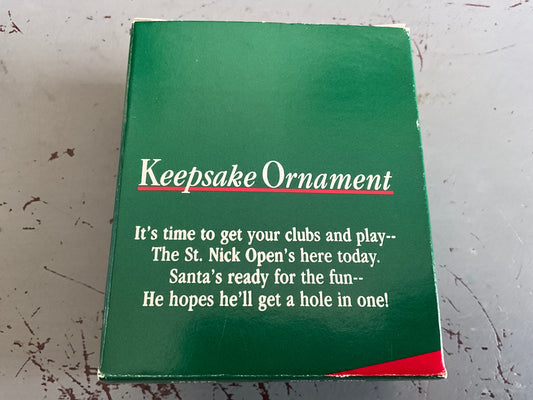 Keepsake Ornament
It's time to get your clubs and play--
The St. Nick Open's here today.
Santa's ready for the fun--
He hopes he'll get a hole in one!